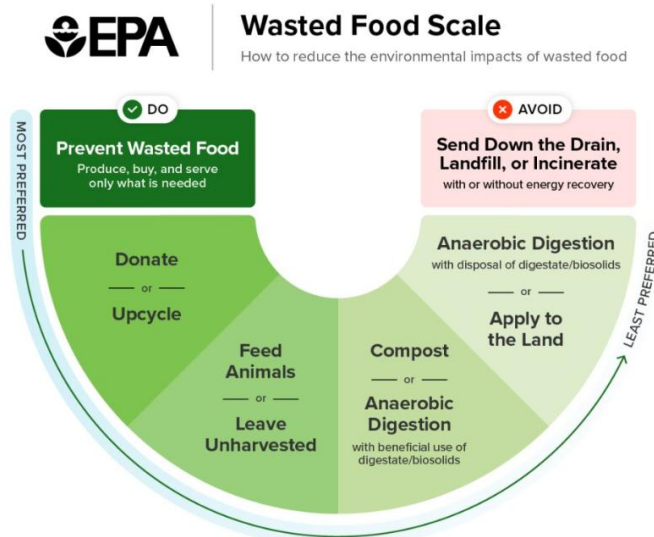 EPA
Wasted Food Scale
How to reduce the environmental impacts of wasted food
DO
Prevent Wasted Food
Produce, buy, and serve
only what is needed
AVOID
Send Down the Drain,
Landfill, or Incinerate
with or without energy recovery
MOST PREFERRED
Donate
or
Upcycle
Feed
Animals
or
Leave
Unharvested
Compost
or
Anaerobic
Digestion
with beneficial use of
digestate/biosolids
Anaerobic Digestion
with disposal of digestate/biosolids
or
Apply to
the Land
LEAST PREFERRED